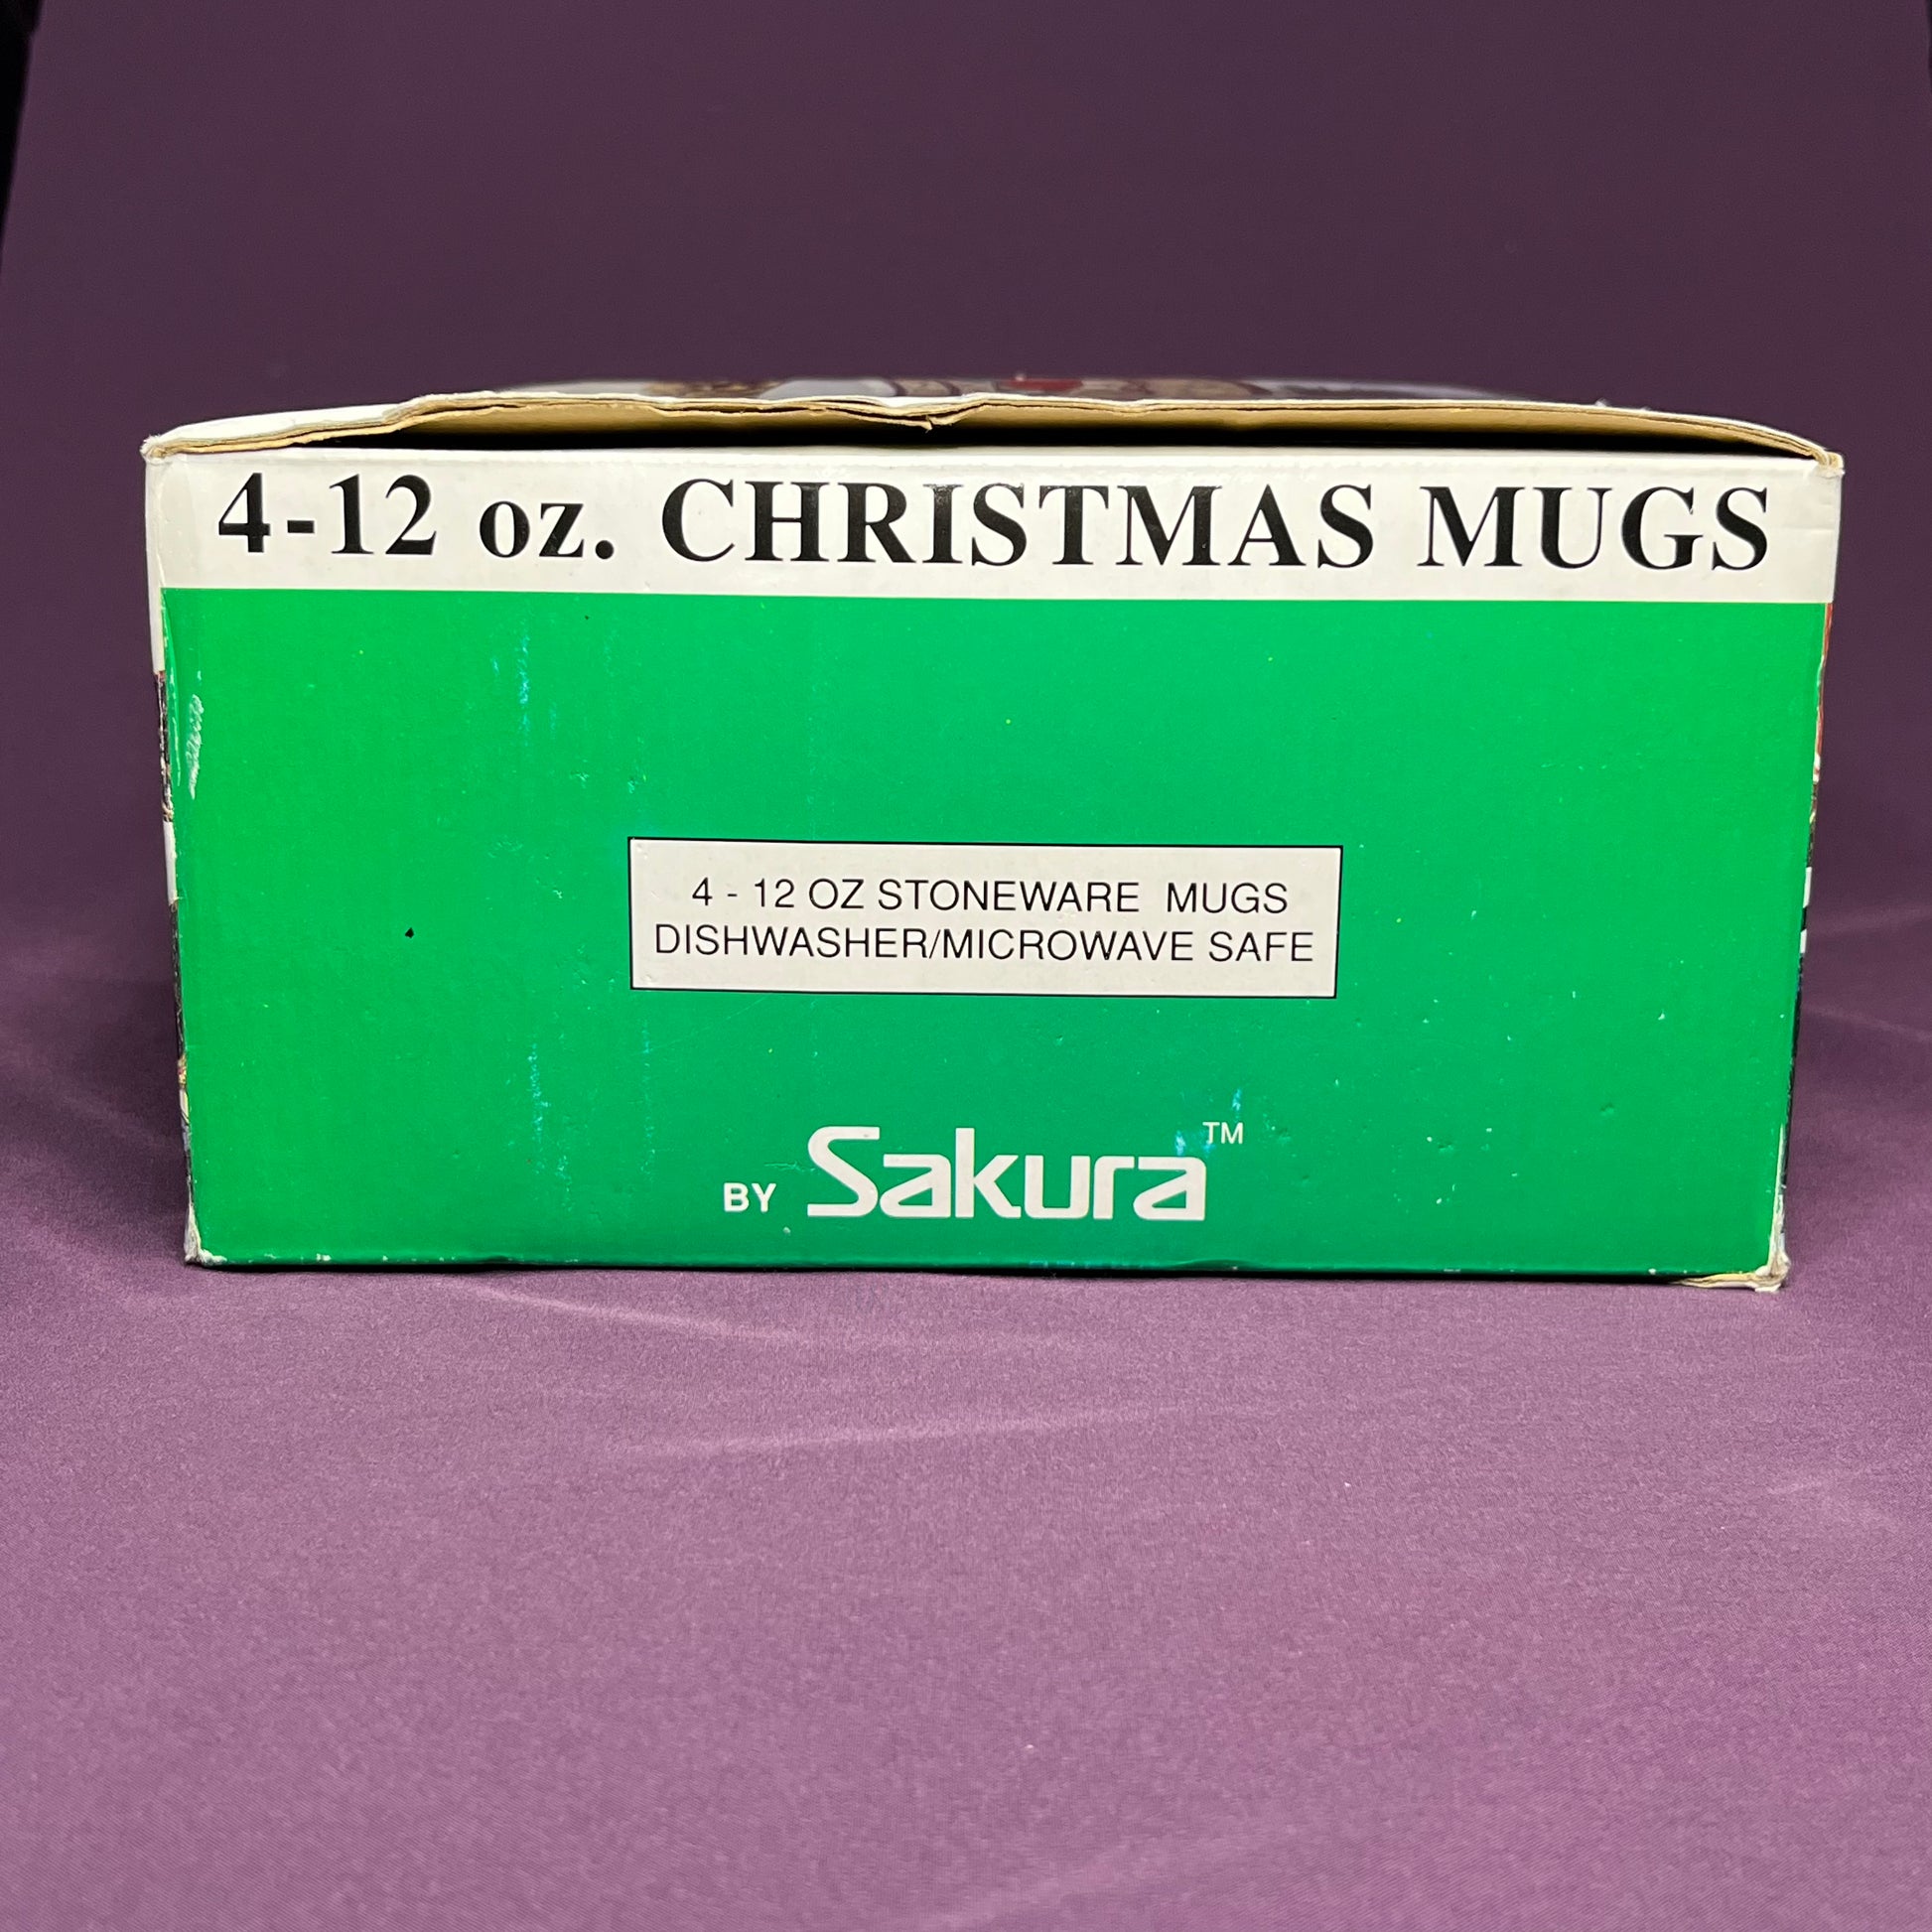 4-12 oz. CHRISTMAS MUGS
4 - 12 OZ STONEWARE MUGS
DISHWASHER/MICROWAVE SAFE
BY Sakura™